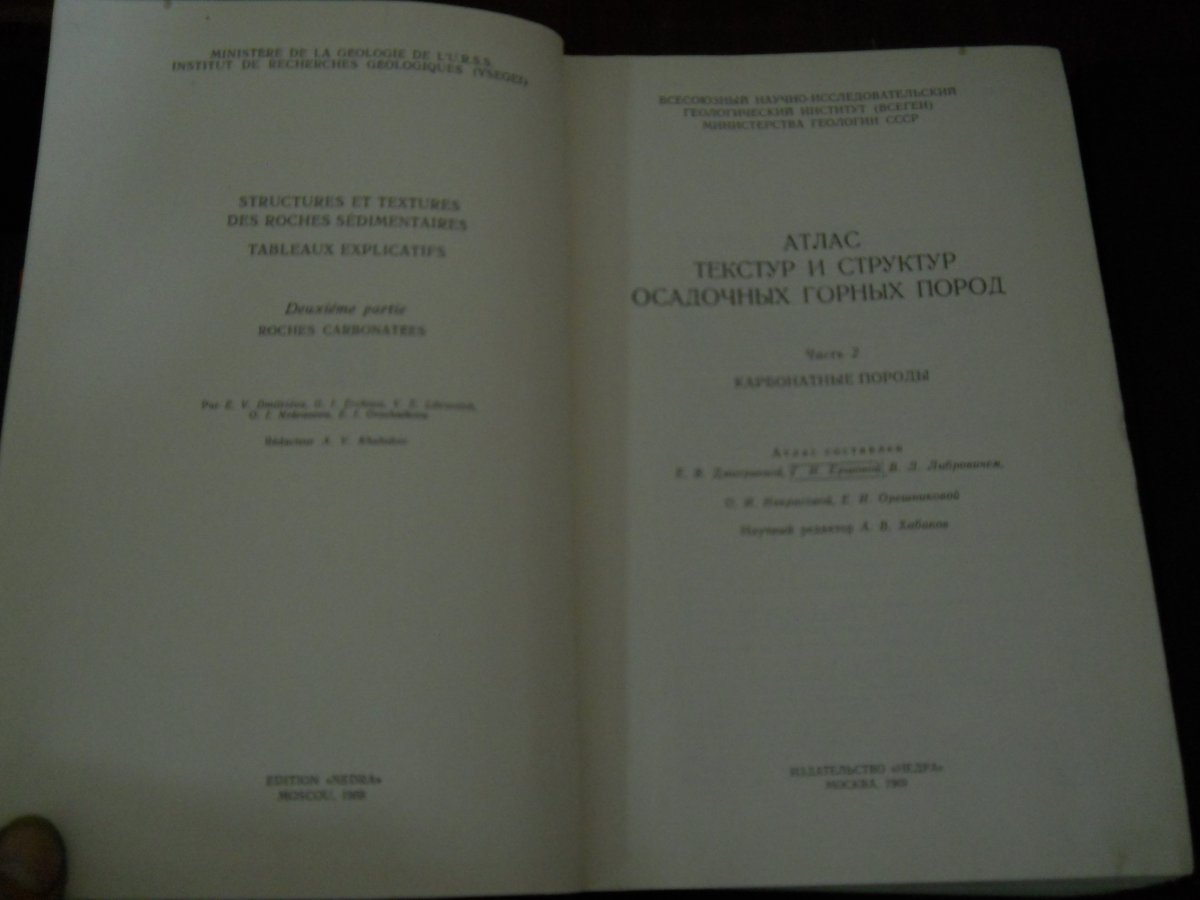 MINISTERE DE LA GEOLOGIE DE L'U.R.S.S.
INSTITUT DE RECHERCHES GEOLOGIQUES (VSEGEI)
STRUCTURES ET TEXTURES
DES ROCHES SÉDIMENTAIRES
TABLEAUX EXPLICATIFS
Deuxième partie
ROCHES CARBONATEES
Par E. V.
O. I.
Rédacteur A. V. Khabakov
EDITION «NEDRA»
MOSCOU, 1969
ВСЕСОЮЗНЫЙ НАУЧНО-ИССЛЕДОВАТЕЛЬСКИЙ
ГЕОЛОГИЧЕСКИЙ ИНСТИТУТ (ВСЕГЕИ)
МИНИСТЕРСТВА ГЕОЛОГИИ СССР
АТЛАС
ТЕКСТУР И СТРУКТУР
ОСАДОЧНЫХ ГОРНЫХ ПОРОД
Часть 2
КАРБОНАТНЫЕ ПОРОДЫ
Атлас составлен
Е. В. Дмитриевой, Г. И. Ершовой, В. Л. Либровичем,
О. И. Некрасовой, Е. И. Орешниковой
Научный редактор А. В. Хабаков
ИЗДАТЕЛЬСТВО «НЕДРА»
МОСКВА, 1969